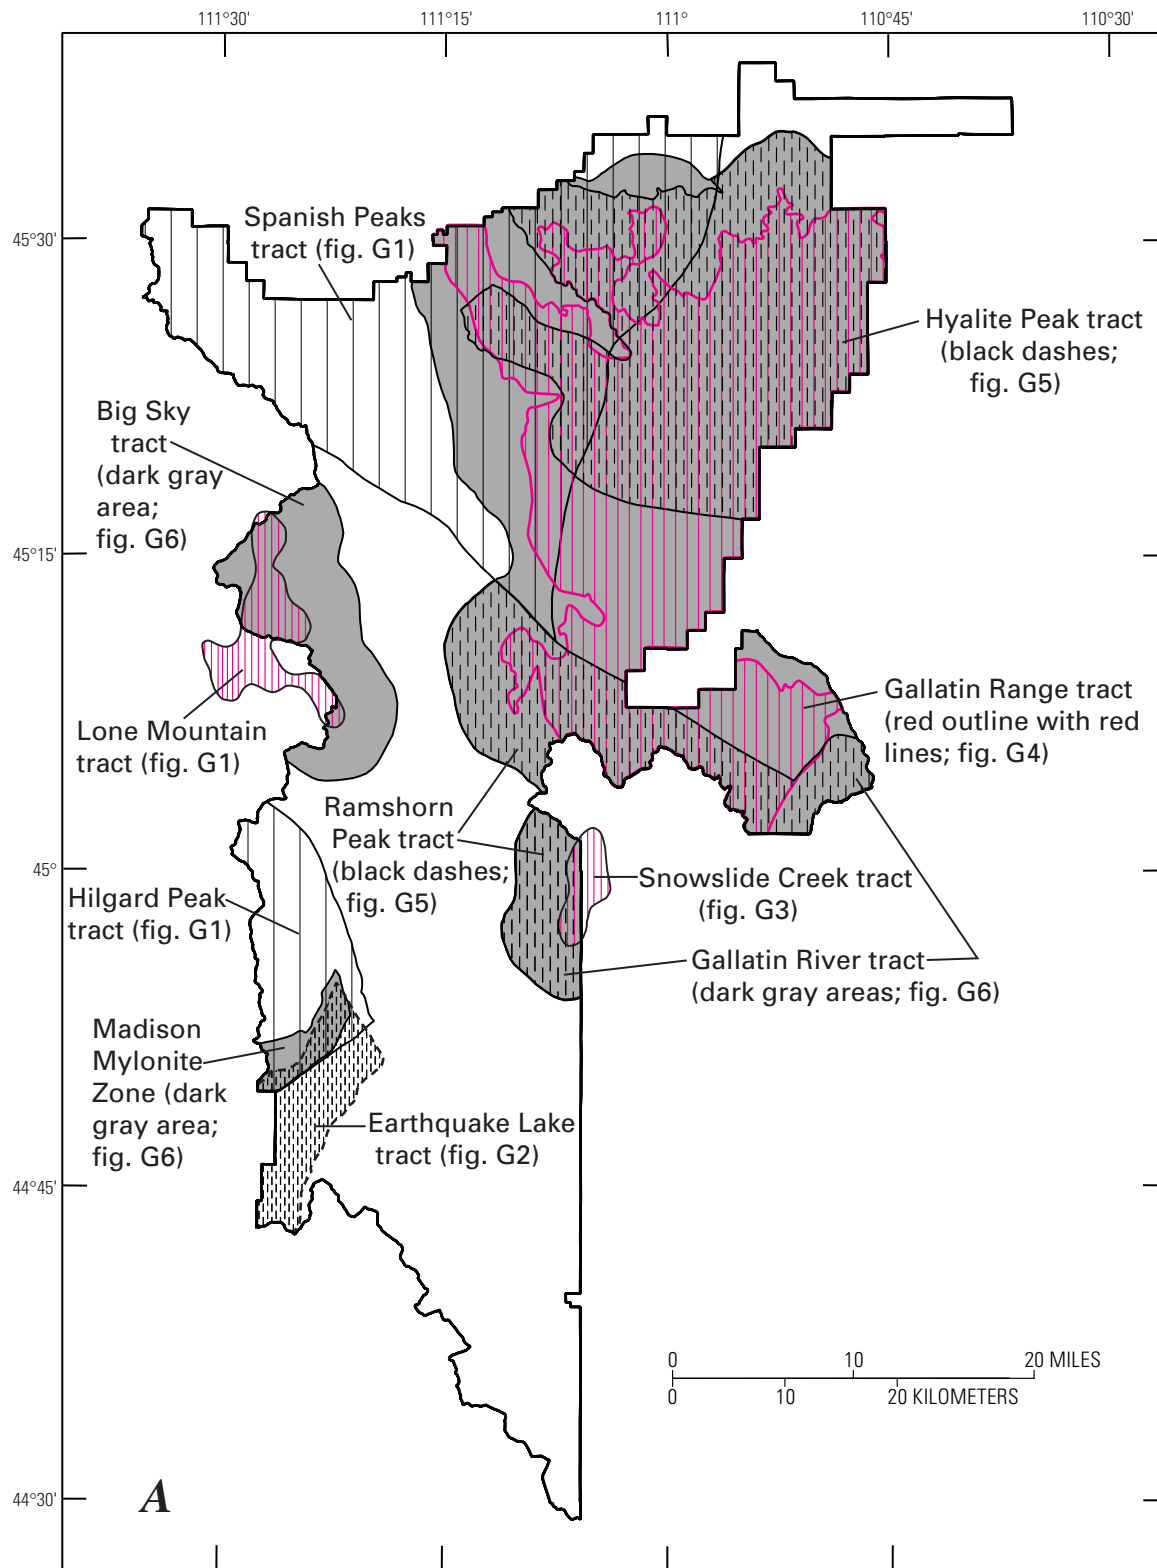 111°30'
111°15'
111°
110°45'
110°30'
Spanish Peaks
tract (fig. G1)
45°30'
Hyalite Peak tract
(black dashes;
fig. G5)
Big Sky
tract
(dark gray
area;
fig. G6)
45°15'
Gallatin Range tract
(red outline with red
lines; fig. G4)
Lone Mountain
tract (fig. G1)
Ramshorn
Peak tract
(black dashes;
fig. G5)
45°
Snowslide Creek tract
(fig. G3)
Hilgard Peak
tract (fig. G1)
Gallatin River tract
(dark gray areas; fig. G6)
Madison
Mylonite
Zone (dark
gray area;
fig. G6)
Earthquake Lake
tract (fig. G2)
44°45'
0 10 20 MILES
0 10 20 KILOMETERS
44°30'
A